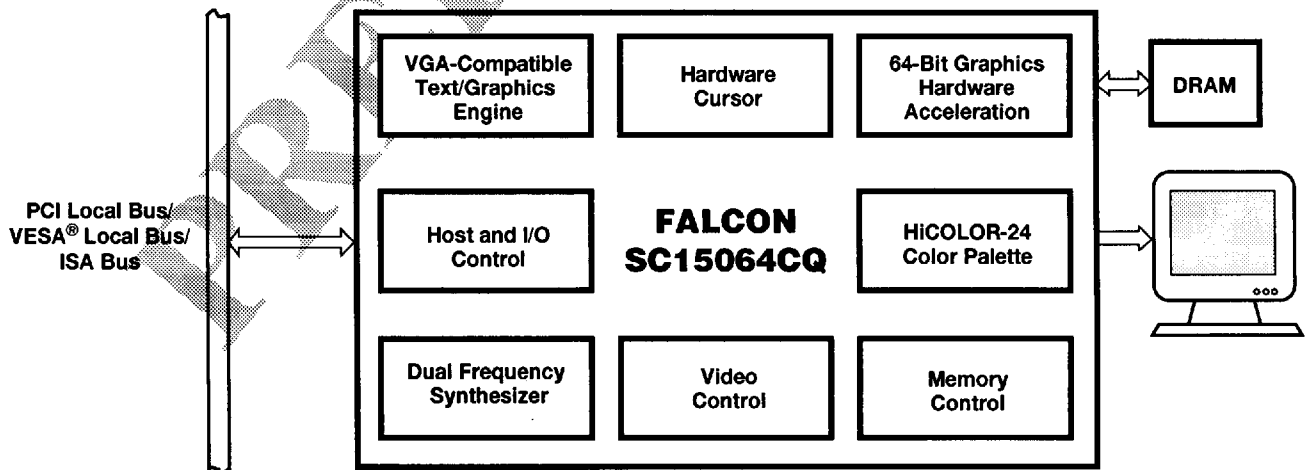 VGA-Compatible
Text/Graphics
Engine
Hardware
Cursor
64-Bit Graphics
Hardware
Acceleration
DRAM
PCI Local Bus/
VESA® Local Bus/
ISA Bus
Host and I/O
Control
FALCON
SC15064CQ
HiCOLOR-24
Color Palette
Dual Frequency
Synthesizer
Video
Control
Memory
Control